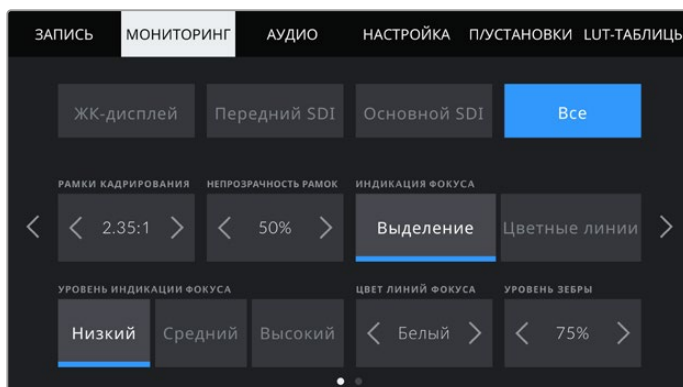 ЗАПИСЬ МОНИТОРИНГ АУДИО НАСТРОЙКА П/УСТАНОВКИ LUT-ТАБЛИЦЫ
ЖК-дисплей Передний SDI Основной SDI Все
РАМКИ КАДРИРОВАНИЯ НЕПРОЗРАЧНОСТЬ РАМОК ИНДИКАЦИЯ ФОКУСА
2.35:1 50% Выделение Цветные линии
УРОВЕНЬ ИНДИКАЦИИ ФОКУСА ЦВЕТ ЛИНИЙ ФОКУСА УРОВЕНЬ ЗЕБРЫ
Низкий Средний Высокий Белый 75%